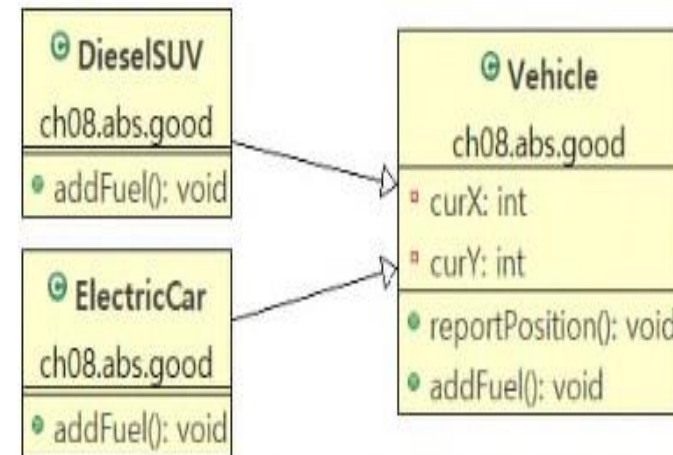 DieselSUV
ch08.abs.good
addFuel(): void
ElectricCar
ch08.abs.good
addFuel(): void
Vehicle
ch08.abs.good
curX: int
curY: int
reportPosition(): void
addFuel(): void